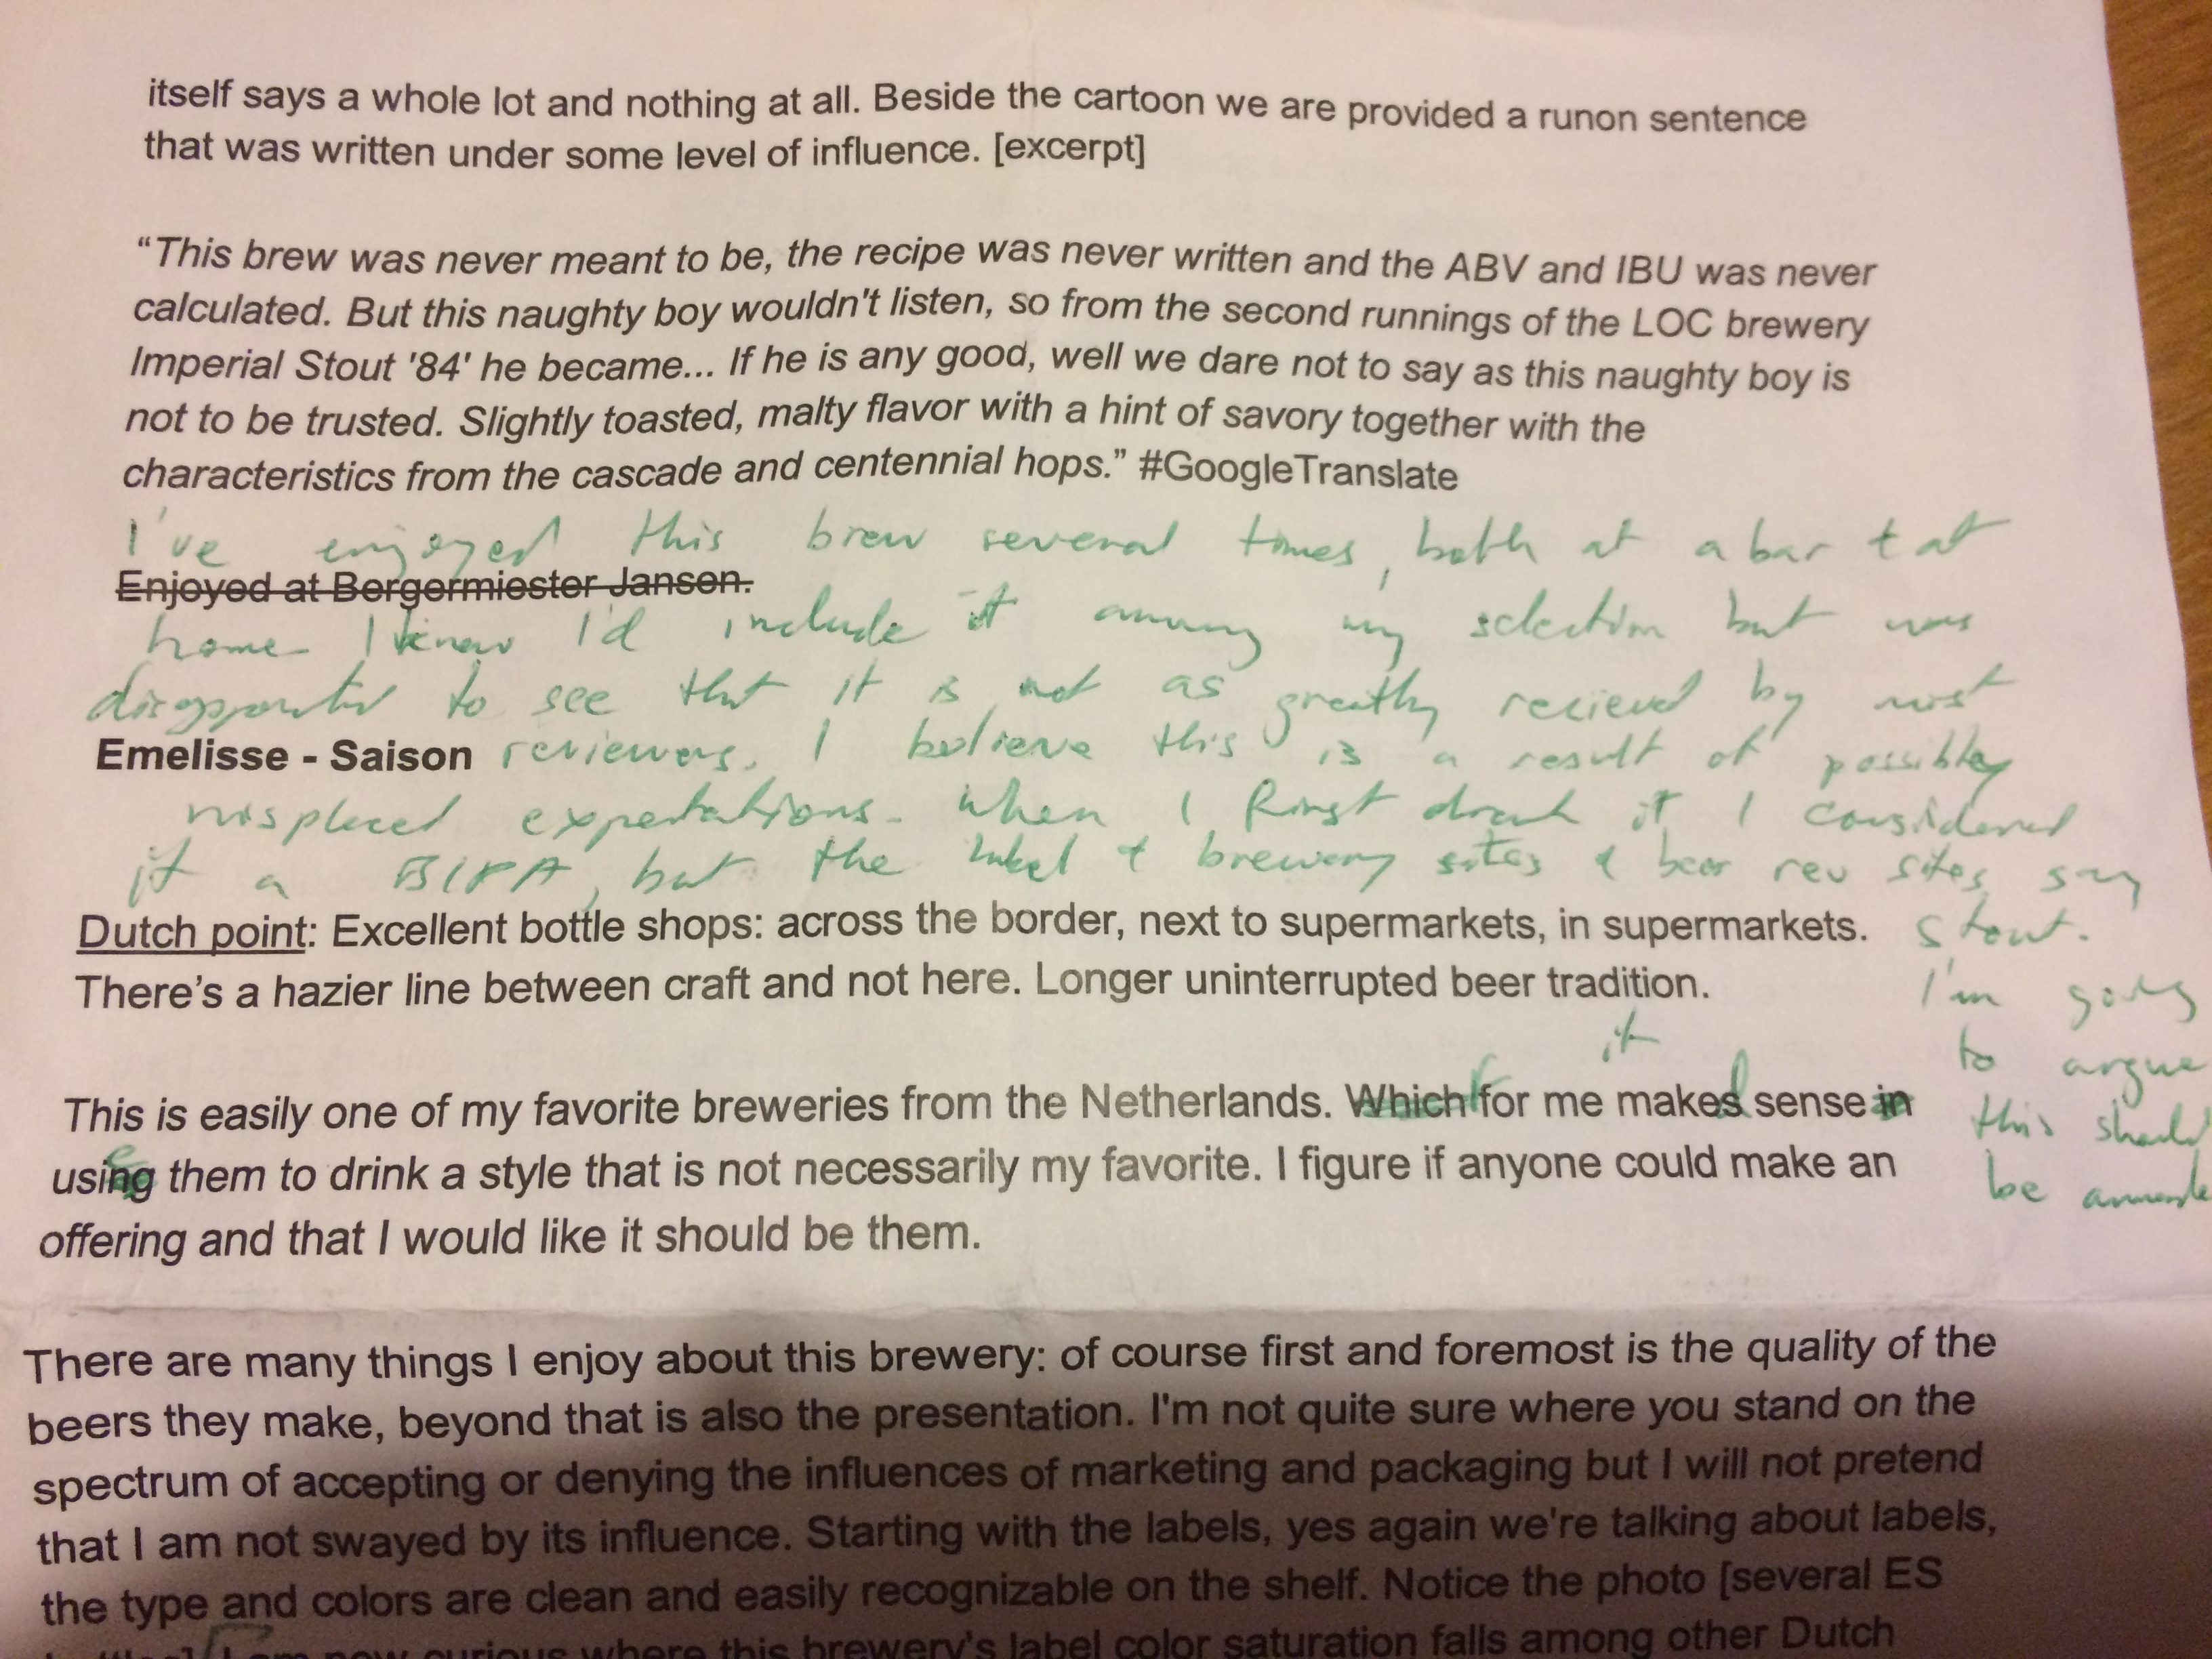 itself says a whole lot and nothing at all. Beside the cartoon we are provided a runon sentence
that was written under some level of influence. [excerpt]
“This brew was never meant to be, the recipe was never written and the ABV and IBU was never
calculated. But this naughty boy wouldn't listen, so from the second runnings of the LOC brewery
Imperial Stout '84' he became... If he is any good, well we dare not to say as this naughty boy is
not to be trusted. Slightly toasted, malty flavor with a hint of savory together with the
characteristics from the cascade and centennial hops.” #GoogleTranslate
I've enjoyed this brew several times, both at a bar + at
Enjoyed at Bergermiester Jansen.
home. I knew I'd include it among my selection but was
disappointed to see that it is not as greatly recieved by most
Emelisse - Saison
reviewers. I believe this is a result of possibley
misplaced expectations. When I first drank it I considered
it a BIPA, but the label + brewery sites & beer rev sites say
stout.
Dutch point: Excellent bottle shops: across the border, next to supermarkets, in supermarkets.
There's a hazier line between craft and not here. Longer uninterrupted beer tradition.
I'm going
to argue
this should
be
it
This is easily one of my favorite breweries from the Netherlands. Which for me makes sense in
using them to drink a style that is not necessarily my favorite. I figure if anyone could make an
offering and that I would like it should be them.
There are many things I enjoy about this brewery: of course first and foremost is the quality of the
beers they make, beyond that is also the presentation. I'm not quite sure where you stand on the
spectrum of accepting or denying the influences of marketing and packaging but I will not pretend
that I am not swayed by its influence. Starting with the labels, yes again we're talking about labels,
the type and colors are clean and easily recognizable on the shelf. Notice the photo [several ES
I am now curious where this brewery's label color saturation falls among other Dutch